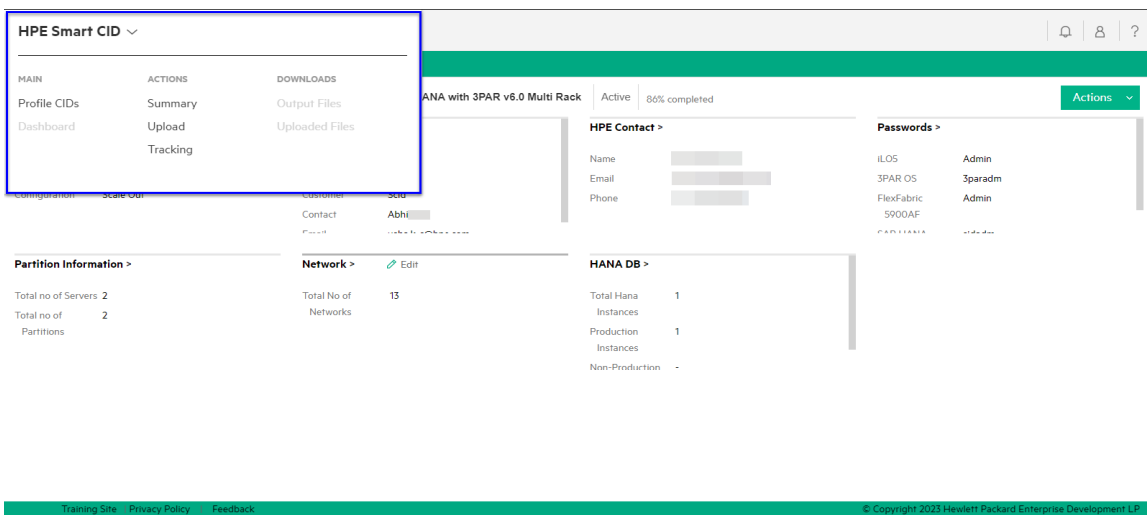 HPE Smart CID
?
MAIN ACTIONS DOWNLOADS
Profile CIDs Summary Output Files
Dashboard Upload Uploaded Files
Tracking
ANA with 3PAR v6.0 Multi Rack Active 86% completed Actions
HPE Contact > Passwords >
Name iLO5 Admin
Email 3PAR OS 3paradm
Phone FlexFabric Admin
5900AF
Configuration Scale Out Customer Scid
Contact Abhi
Email
Partition Information > Network > Edit HANA DB >
Total no of Servers 2 Total No of 13 Total Hana 1
Networks Instances
Total no of 2 Production 1
Partitions Instances
Non-Production -
Training Site Privacy Policy Feedback © Copyright 2023 Hewlett Packard Enterprise Development LP